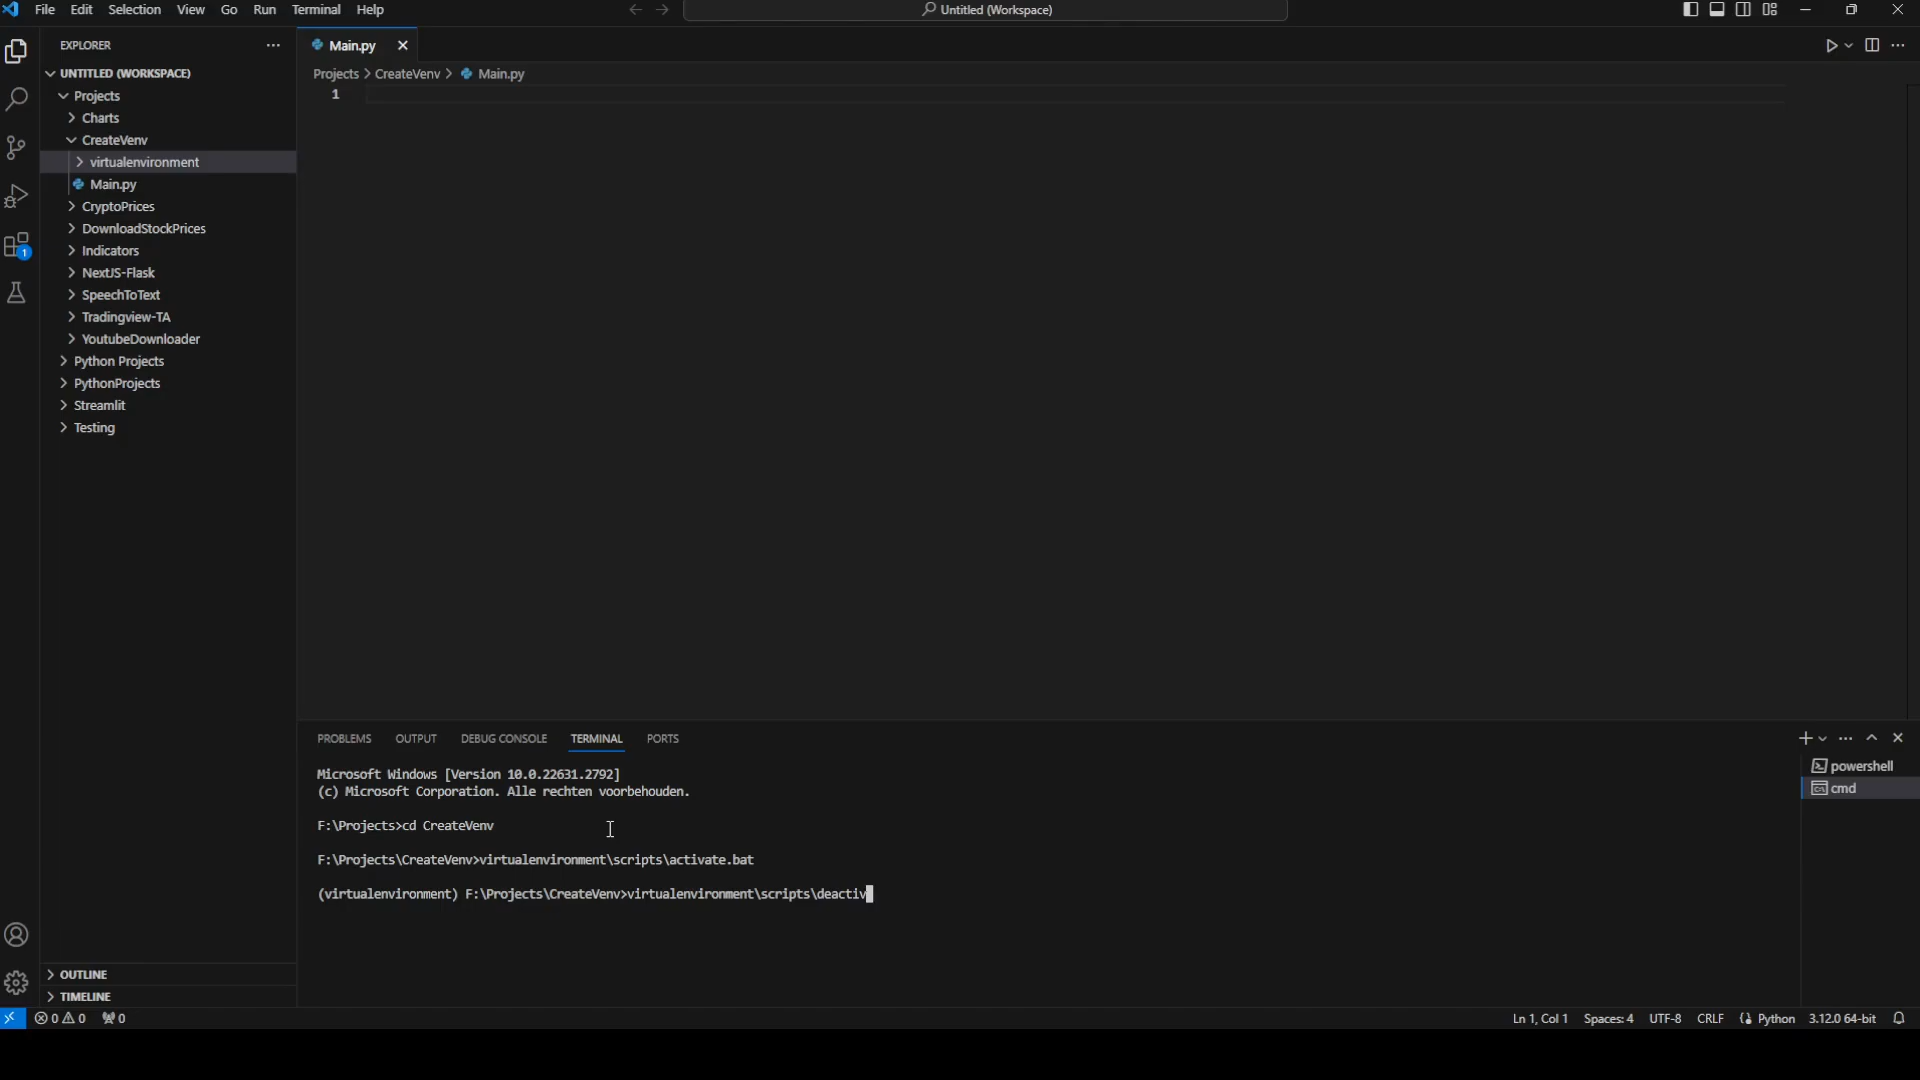 File Edit Selection View Go Run Terminal Help
Untitled (Workspace)
EXPLORER
UNTITLED (WORKSPACE)
Projects
Charts
CreateVenv
virtualenvironment
Main.py
CryptoPrices
DownloadStockPrices
Indicators
NextJS-Flask
SpeechToText
Tradingview-TA
YoutubeDownloader
Python Projects
PythonProjects
Streamlit
Testing
1
OUTLINE
TIMELINE
Main.py
Projects > CreateVenv > Main.py
1
PROBLEMS OUTPUT DEBUG CONSOLE TERMINAL PORTS
Microsoft Windows [Version 10.0.22631.2792]
(c) Microsoft Corporation. Alle rechten voorbehouden.
F:\Projects>cd CreateVenv
F:\Projects\CreateVenv>virtualenvironment\scripts\activate.bat
(virtualenvironment) F:\Projects\CreateVenv>virtualenvironment\scripts\deactiv
powershell
cmd
0 0 0
Ln 1, Col 1 Spaces: 4 UTF-8 CRLF Python 3.12.0 64-bit